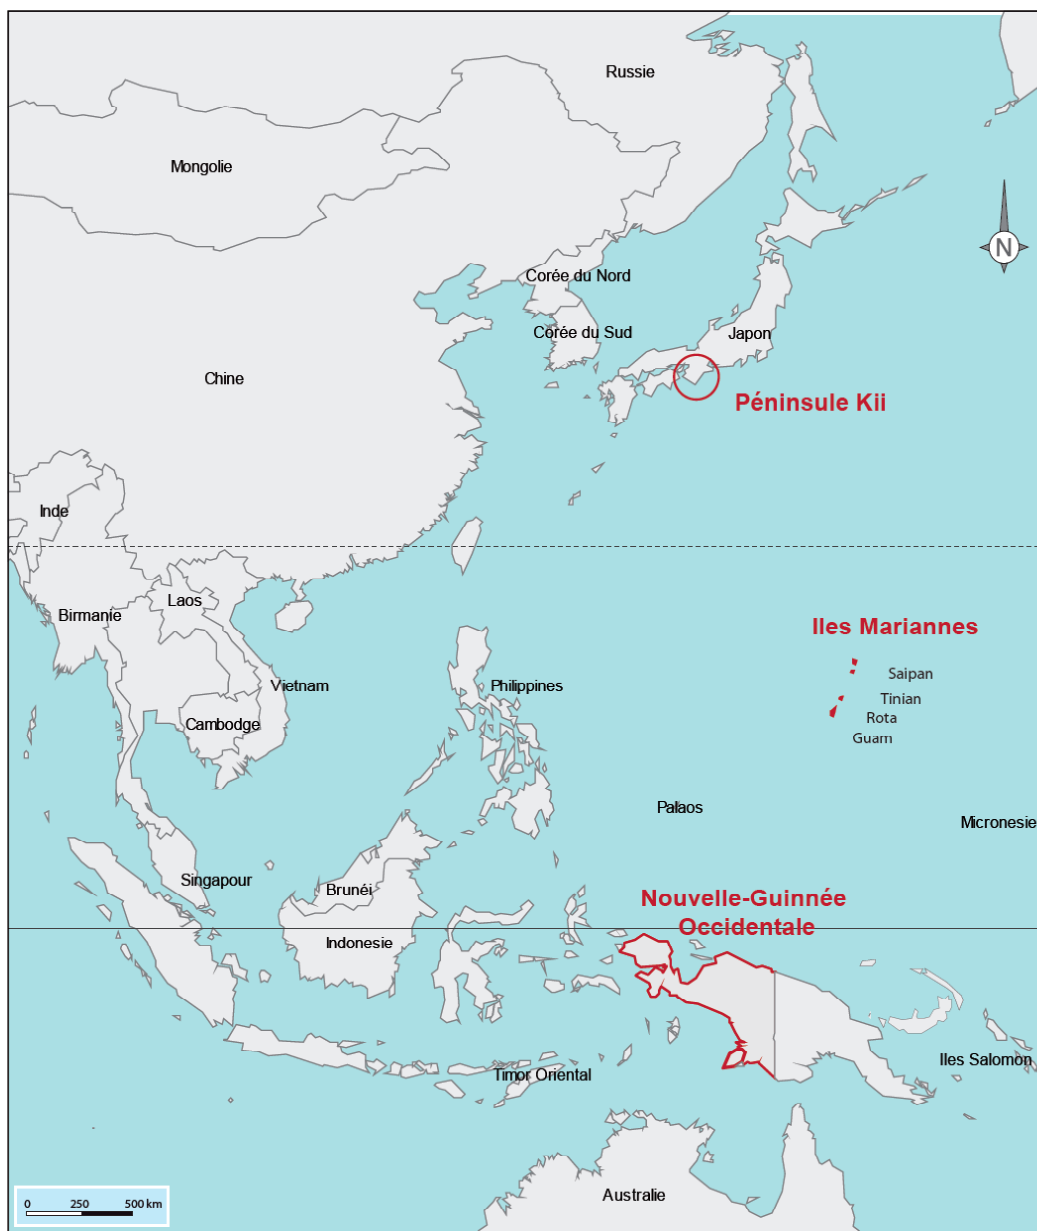 Russie
Mongolie
N
Corée du Nord
Corée du Sud
Japon
Chine
Péninsule Kii
Inde
Laos
Birmanie
Iles Mariannes
Saipan
Vietnam
Philippines
Tinian
Rota
Cambodge
Guam
Palaos
Micronesie
Singapour
Brunéi
Nouvelle-Guinnée
Occidentale
Indonesie
Iles Salomon
Timor Oriental
Australie
0 250 500 km